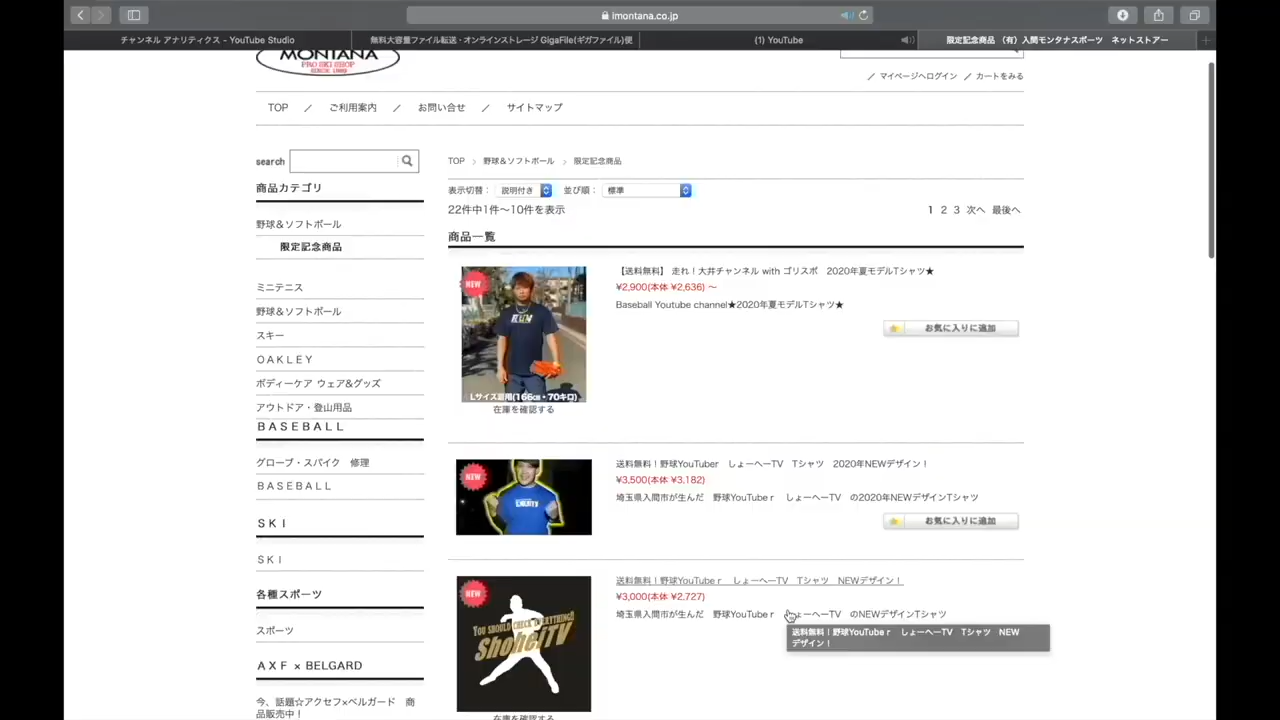 lmontana.co.jp
チャンネル アナリティクス - YouTube Studio
無料大容量ファイル転送・オンラインストレージ GigaFile(ギガファイル)便
(1) YouTube
限定記念商品 （有）入間モンタナスポーツ ネットストアー
MONTANA
PRO SKI SHOP
／ マイページへログイン ／ カートをみる
TOP ／ ご利用案内 ／ お問い合せ ／ サイトマップ
search
TOP > 野球＆ソフトボール > 限定記念商品
商品カテゴリ
表示切替： 説明付き 並び順： 標準
22件中1件〜10件を表示
1 2 3 次へ 最後へ
野球＆ソフトボール
限定記念商品
ミニテニス
野球＆ソフトボール
スキー
ＯＡＫＬＥＹ
ボディーケア ウェア&グッズ
アウトドア・登山用品
ＢＡＳＥＢＡＬＬ
グローブ・スパイク 修理
ＢＡＳＥＢＡＬＬ
ＳＫＩ
ＳＫＩ
各種スポーツ
スポーツ
ＡＸＦ × BELGARD
今、話題☆アクセフ×ベルガード 商
品販売中！
商品一覧
NEW
Lサイズ着用(166㎝・70キロ)
在庫を確認する
【送料無料】 走れ！大井チャンネル with ゴリスポ 2020年夏モデルTシャツ★
¥2,900(本体 ¥2,636) 〜
Baseball Youtube channel★2020年夏モデルTシャツ★
お気に入りに追加
NEW
送料無料！野球YouTuber しょーへーTV Tシャツ 2020年NEWデザイン！
¥3,500(本体 ¥3,182)
埼玉県入間市が生んだ 野球YouTubeｒ しょーへーTV の2020年NEWデザインTシャツ
お気に入りに追加
NEW
YOU SHOULD CHECK EVERYTHING!!
ShoheiTV
在庫を確認する
送料無料！野球YouTubeｒ しょーへーTV Tシャツ NEWデザイン！
¥3,000(本体 ¥2,727)
埼玉県入間市が生んだ 野球YouTubeｒ しょーへーTV のNEWデザインTシャツ
送料無料！野球YouTubeｒ しょーへーTV Tシャツ NEW
デザイン！